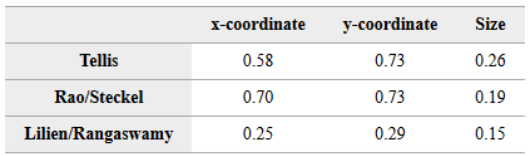 x-coordinate y-coordinate Size
Tellis 0.58 0.73 0.26
Rao/Steckel 0.70 0.73 0.19
Lilien/Rangaswamy 0.25 0.29 0.15